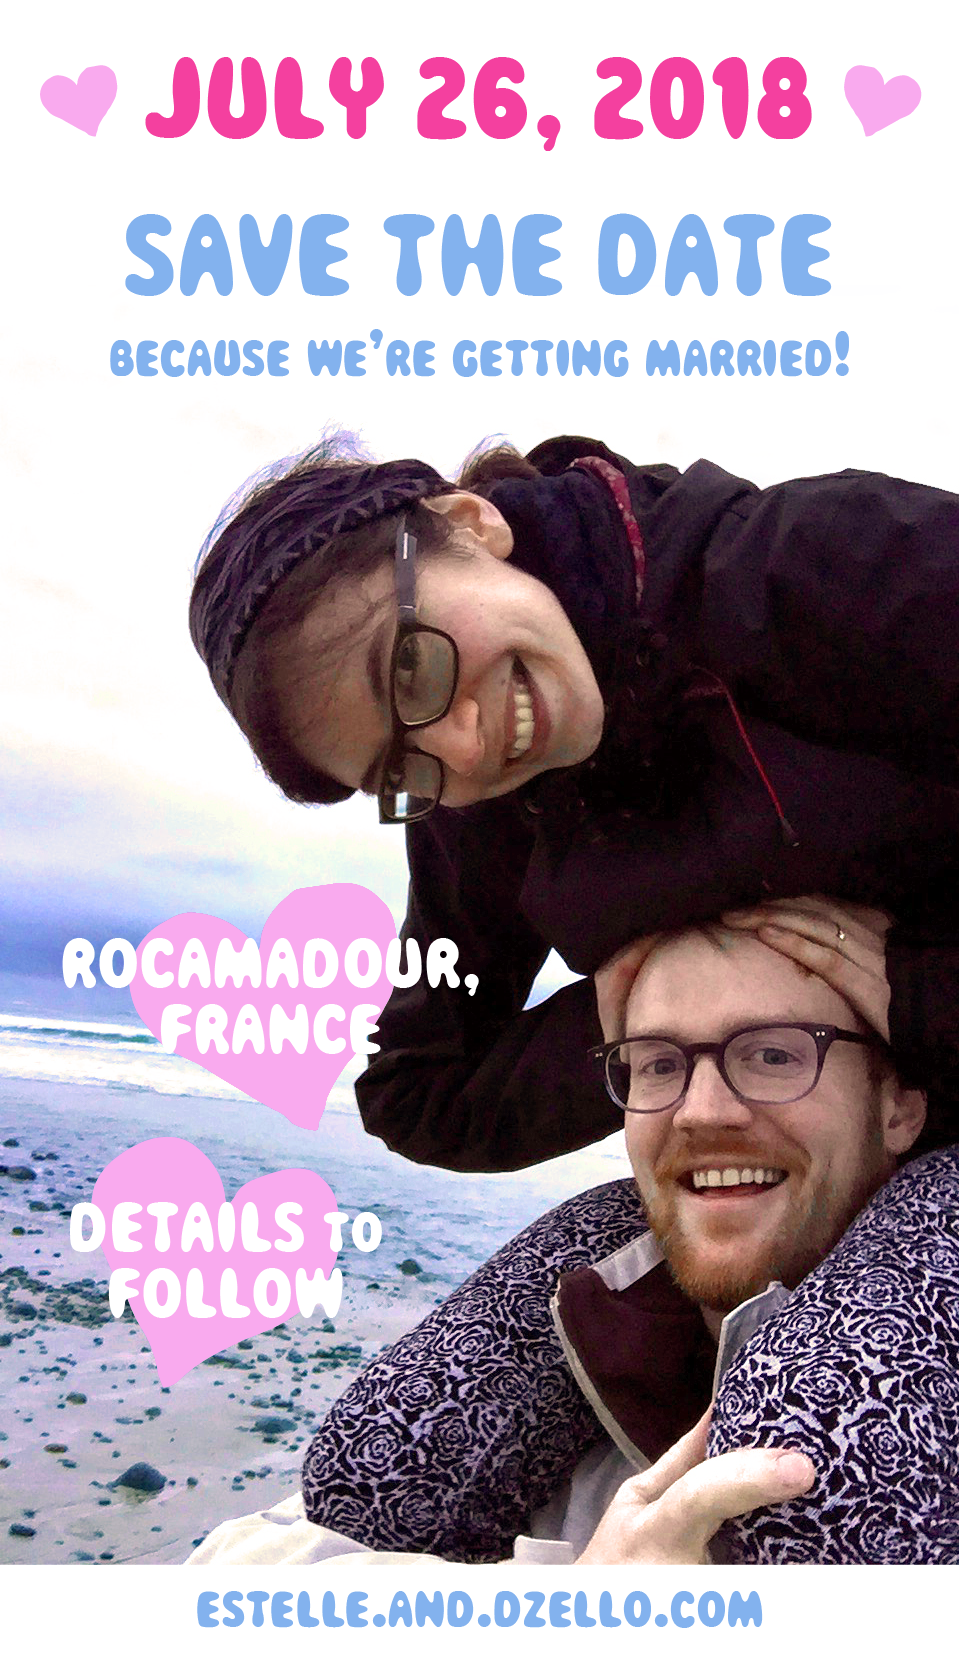 JULY 26, 2018
SAVE THE DATE
BECAUSE WE'RE GETTING MARRIED!
ROCAMADOUR,
FRANCE
DETAILS TO
FOLLOW
ESTELLE.AND.DZELLO.COM